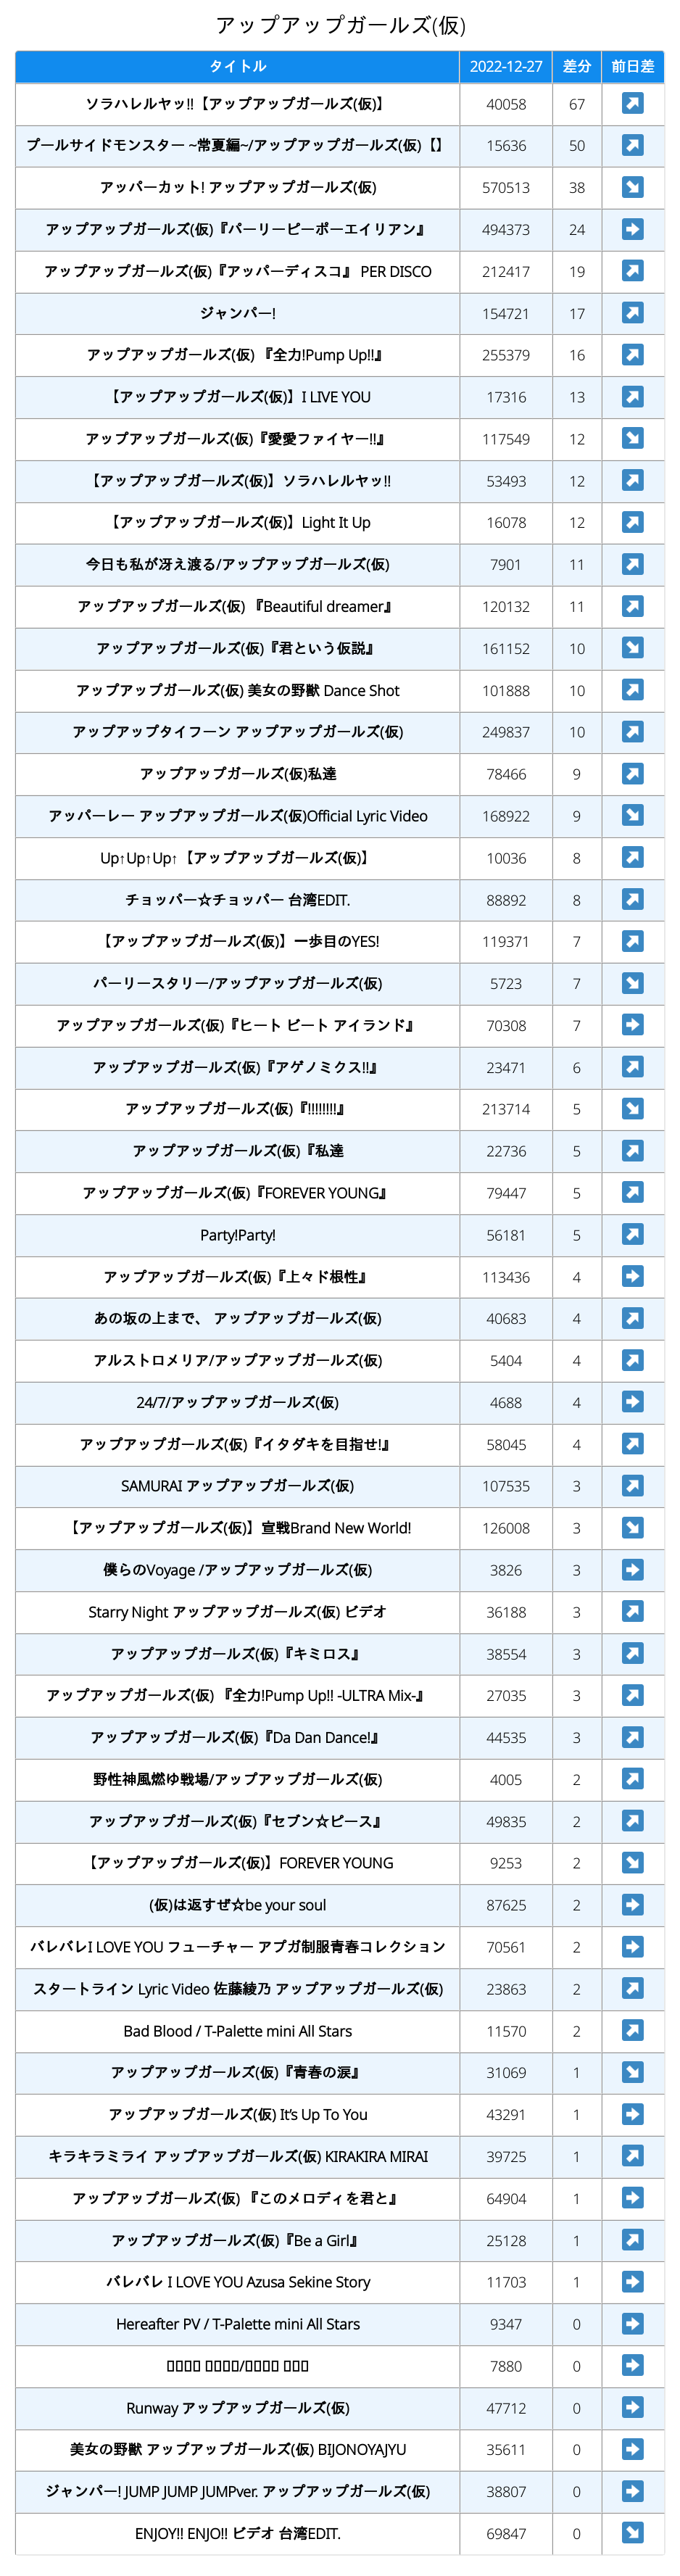 アップアップガールズ(仮)
タイトル 2022-12-27 差分 前日差
ソラハレルヤッ!!【アップアップガールズ(仮)】 40058 67
プールサイドモンスター ~常夏編~/アップアップガールズ(仮)【】 15636 50
アッパーカット! アップアップガールズ(仮) 570513 38
アップアップガールズ(仮)『パーリーピーポーエイリアン』 494373 24
アップアップガールズ(仮)『アッパーディスコ』 PER DISCO 212417 19
ジャンパー! 154721 17
アップアップガールズ(仮) 『全力!Pump Up!!』 255379 16
【アップアップガールズ(仮)】I LIVE YOU 17316 13
アップアップガールズ(仮)『愛愛ファイヤー!!』 117549 12
【アップアップガールズ(仮)】ソラハレルヤッ!! 53493 12
【アップアップガールズ(仮)】Light It Up 16078 12
今日も私が冴え渡る/アップアップガールズ(仮) 7901 11
アップアップガールズ(仮) 『Beautiful dreamer』 120132 11
アップアップガールズ(仮)『君という仮説』 161152 10
アップアップガールズ(仮) 美女の野獣 Dance Shot 101888 10
アップアップタイフーン アップアップガールズ(仮) 249837 10
アップアップガールズ(仮)私達 78466 9
アッパーレー アップアップガールズ(仮)Official Lyric Video 168922 9
Up↑Up↑Up↑【アップアップガールズ(仮)】 10036 8
チョッパー☆チョッパー 台湾EDIT. 88892 8
【アップアップガールズ(仮)】一歩目のYES! 119371 7
パーリースタリー/アップアップガールズ(仮) 5723 7
アップアップガールズ(仮)『ヒート ビート アイランド』 70308 7
アップアップガールズ(仮)『アゲノミクス!!』 23471 6
アップアップガールズ(仮)『!!!!!!!!』 213714 5
アップアップガールズ(仮)『私達 22736 5
アップアップガールズ(仮)『FOREVER YOUNG』 79447 5
Party!Party! 56181 5
アップアップガールズ(仮)『上々ド根性』 113436 4
あの坂の上まで、 アップアップガールズ(仮) 40683 4
アルストロメリア/アップアップガールズ(仮) 5404 4
24/7/アップアップガールズ(仮) 4688 4
アップアップガールズ(仮)『イタダキを目指せ!』 58045 4
SAMURAI アップアップガールズ(仮) 107535 3
【アップアップガールズ(仮)】宣戦Brand New World! 126008 3
僕らのVoyage /アップアップガールズ(仮) 3826 3
Starry Night アップアップガールズ(仮) ビデオ 36188 3
アップアップガールズ(仮)『キミロス』 38554 3
アップアップガールズ(仮) 『全力!Pump Up!! -ULTRA Mix-』 27035 3
アップアップガールズ(仮)『Da Dan Dance!』 44535 3
野性神風燃ゆ戦場/アップアップガールズ(仮) 4005 2
アップアップガールズ(仮)『セブン☆ピース』 49835 2
【アップアップガールズ(仮)】FOREVER YOUNG 9253 2
(仮)は返すぜ☆be your soul 87625 2
バレバレI LOVE YOU フューチャー アプガ制服青春コレクション 70561 2
スタートライン Lyric Video 佐藤綾乃 アップアップガールズ(仮) 23863 2
Bad Blood / T-Palette mini All Stars 11570 2
アップアップガールズ(仮)『青春の涙』 31069 1
アップアップガールズ(仮) It's Up To You 43291 1
キラキラミライ アップアップガールズ(仮) KIRAKIRA MIRAI 39725 1
アップアップガールズ(仮) 『このメロディを君と』 64904 1
アップアップガールズ(仮)『Be a Girl』 25128 1
バレバレ I LOVE YOU Azusa Sekine Story 11703 1
Hereafter PV / T-Palette mini All Stars 9347 0
7880 0
Runway アップアップガールズ(仮) 47712 0
美女の野獣 アップアップガールズ(仮) BIJONOYAJYU 35611 0
ジャンパー! JUMP JUMP JUMPver. アップアップガールズ(仮) 38807 0
ENJOY!! ENJO!! ビデオ 台湾EDIT. 69847 0